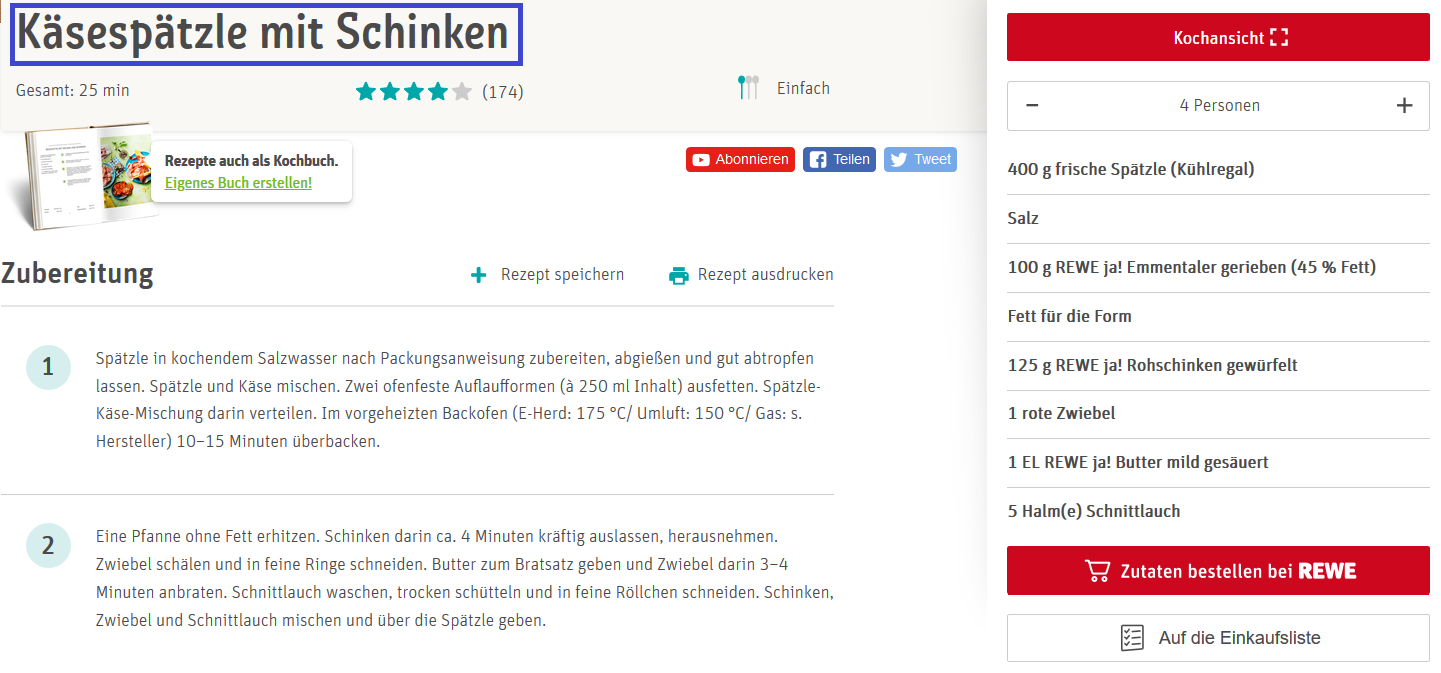 Käsespätzle mit Schinken
Gesamt: 25 min
(174)
Einfach
Rezepte auch als Kochbuch.
Eigenes Buch erstellen!
Abonnieren
Teilen
Tweet
Zubereitung
Rezept speichern
Rezept ausdrucken
1
Spätzle in kochendem Salzwasser nach Packungsanweisung zubereiten, abgießen und gut abtropfen
lassen. Spätzle und Käse mischen. Zwei ofenfeste Auflaufformen (à 250 ml Inhalt) ausfetten. Spätzle-
Käse-Mischung darin verteilen. Im vorgeheizten Backofen (E-Herd: 175 °C/ Umluft: 150 °C/ Gas: s.
Hersteller) 10–15 Minuten überbacken.
2
Eine Pfanne ohne Fett erhitzen. Schinken darin ca. 4 Minuten kräftig auslassen, herausnehmen.
Zwiebel schälen und in feine Ringe schneiden. Butter zum Bratsatz geben und Zwiebel darin 3–4
Minuten anbraten. Schnittlauch waschen, trocken schütteln und in feine Röllchen schneiden. Schinken,
Zwiebel und Schnittlauch mischen und über die Spätzle geben.
Kochansicht
− 4 Personen +
400 g frische Spätzle (Kühlregal)
Salz
100 g REWE ja! Emmentaler gerieben (45 % Fett)
Fett für die Form
125 g REWE ja! Rohschinken gewürfelt
1 rote Zwiebel
1 EL REWE ja! Butter mild gesäuert
5 Halm(e) Schnittlauch
Zutaten bestellen bei REWE
Auf die Einkaufsliste